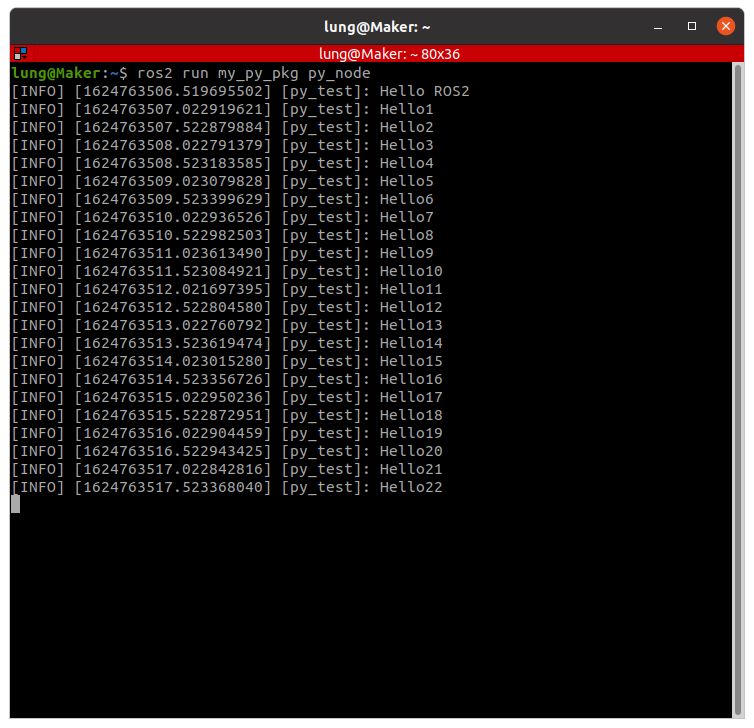 lung@Maker: ~
lung@Maker: ~ 80x36
lung@Maker:~$ ros2 run my_py_pkg py_node
[INFO] [1624763506.519695502] [py_test]: Hello ROS2
[INFO] [1624763507.022919621] [py_test]: Hello1
[INFO] [1624763507.522879884] [py_test]: Hello2
[INFO] [1624763508.022791379] [py_test]: Hello3
[INFO] [1624763508.523183585] [py_test]: Hello4
[INFO] [1624763509.023079828] [py_test]: Hello5
[INFO] [1624763509.523399629] [py_test]: Hello6
[INFO] [1624763510.022936526] [py_test]: Hello7
[INFO] [1624763510.522982503] [py_test]: Hello8
[INFO] [1624763511.023613490] [py_test]: Hello9
[INFO] [1624763511.523084921] [py_test]: Hello10
[INFO] [1624763512.021697395] [py_test]: Hello11
[INFO] [1624763512.522804580] [py_test]: Hello12
[INFO] [1624763513.022760792] [py_test]: Hello13
[INFO] [1624763513.523619474] [py_test]: Hello14
[INFO] [1624763514.023015280] [py_test]: Hello15
[INFO] [1624763514.523356726] [py_test]: Hello16
[INFO] [1624763515.022950236] [py_test]: Hello17
[INFO] [1624763515.522872951] [py_test]: Hello18
[INFO] [1624763516.022904459] [py_test]: Hello19
[INFO] [1624763516.522943425] [py_test]: Hello20
[INFO] [1624763517.022842816] [py_test]: Hello21
[INFO] [1624763517.523368040] [py_test]: Hello22